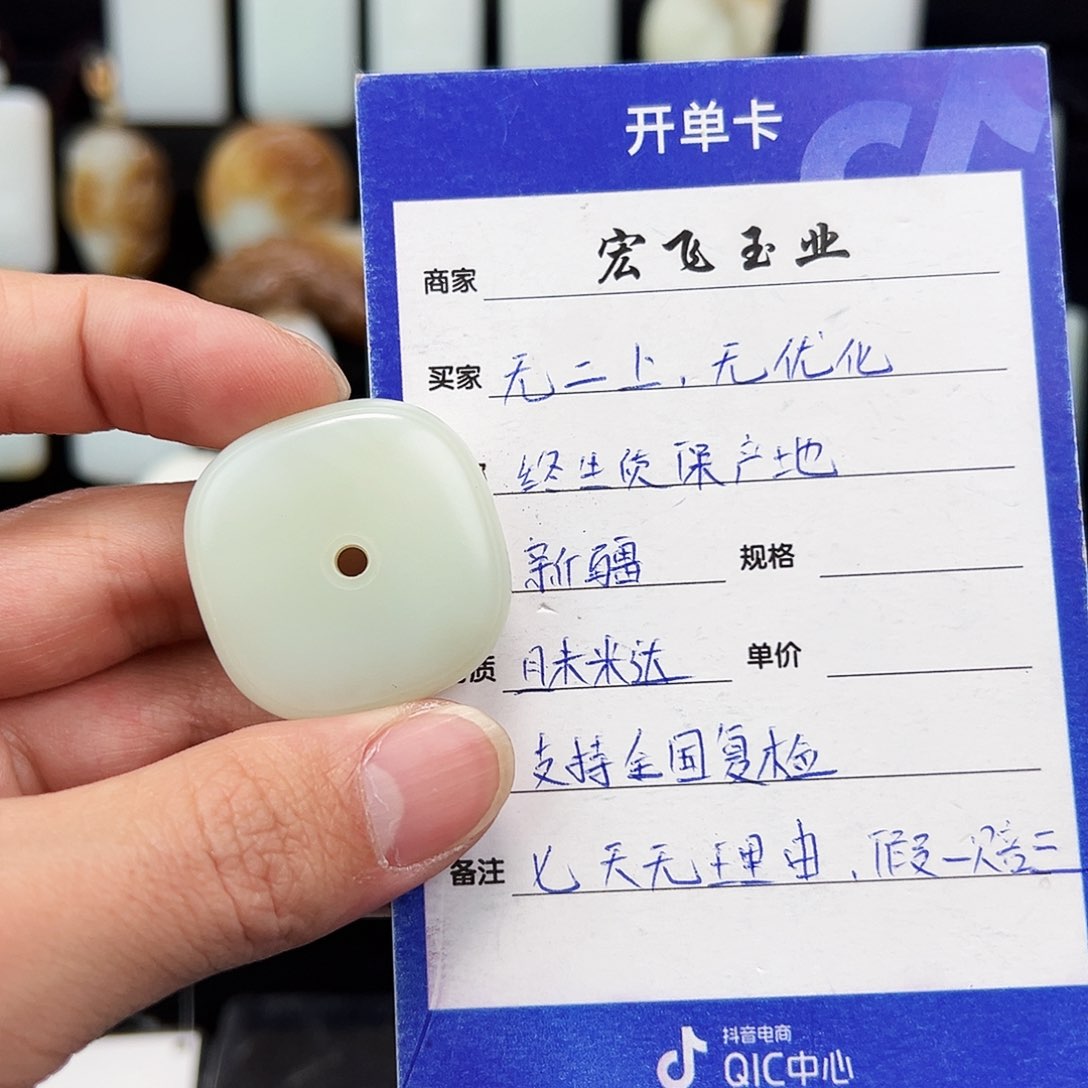 开单卡
商家 宏飞玉业
买家 无二上,无优化
终生质保产地
新疆 规格
质 且末米达 单价
支持全国复检
备注 七天无理由,假一赔三
抖音电商
QIC中心